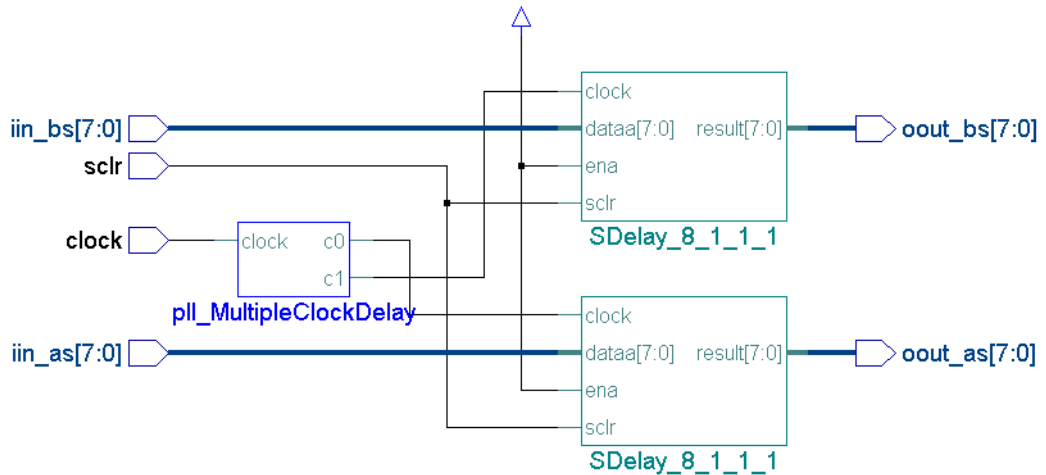 clock
iin_bs[7:0] dataa[7:0] result[7:0] oout_bs[7:0]
sclr ena
sclr
SDelay_8_1_1_1
clock clock c0
c1
pll_MultipleClockDelay
clock
iin_as[7:0] dataa[7:0] result[7:0] oout_as[7:0]
ena
sclr
SDelay_8_1_1_1